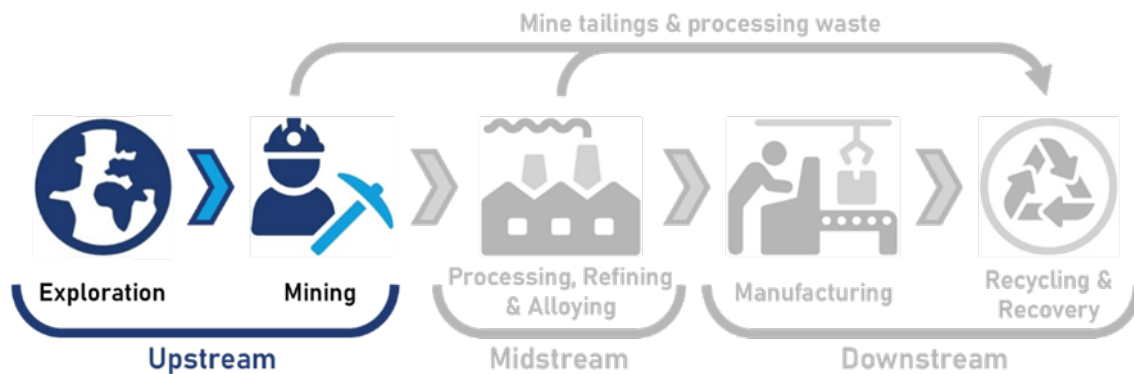 Mine tailings & processing waste
Exploration
Mining
Processing, Refining
& Alloying
Manufacturing
Recycling &
Recovery
Upstream
Midstream
Downstream